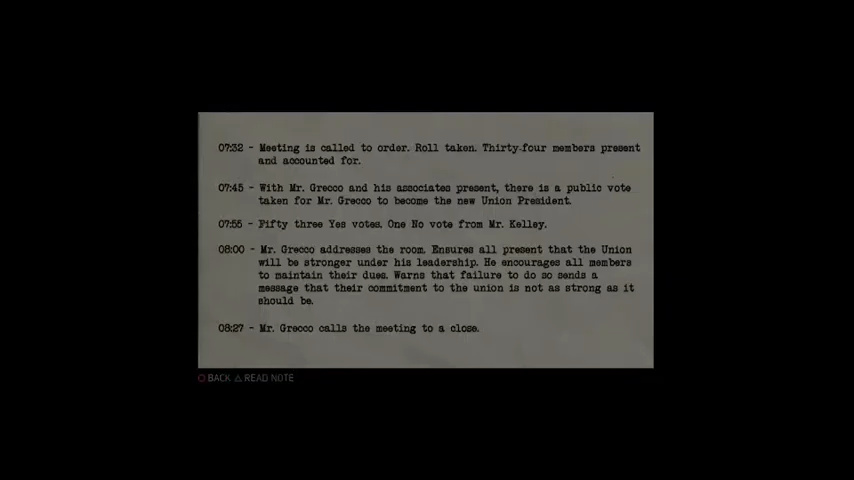 07:32 - Meeting is called to order. Roll taken. Thirty-four members present
and accounted for.
07:45 - With Mr. Grecco and his associates present, there is a public vote
taken for Mr. Grecco to become the new Union President.
07:55 - Fifty three Yes votes. One No vote from Mr. Kelley.
08:00 - Mr. Grecco addresses the room. Ensures all present that the Union
will be stronger under his leadership. He encourages all members
to maintain their dues. Warns that failure to do so sends a
message that their commitment to the union is not as strong as it
should be.
08:27 - Mr. Grecco calls the meeting to a close.
BACK READ NOTE